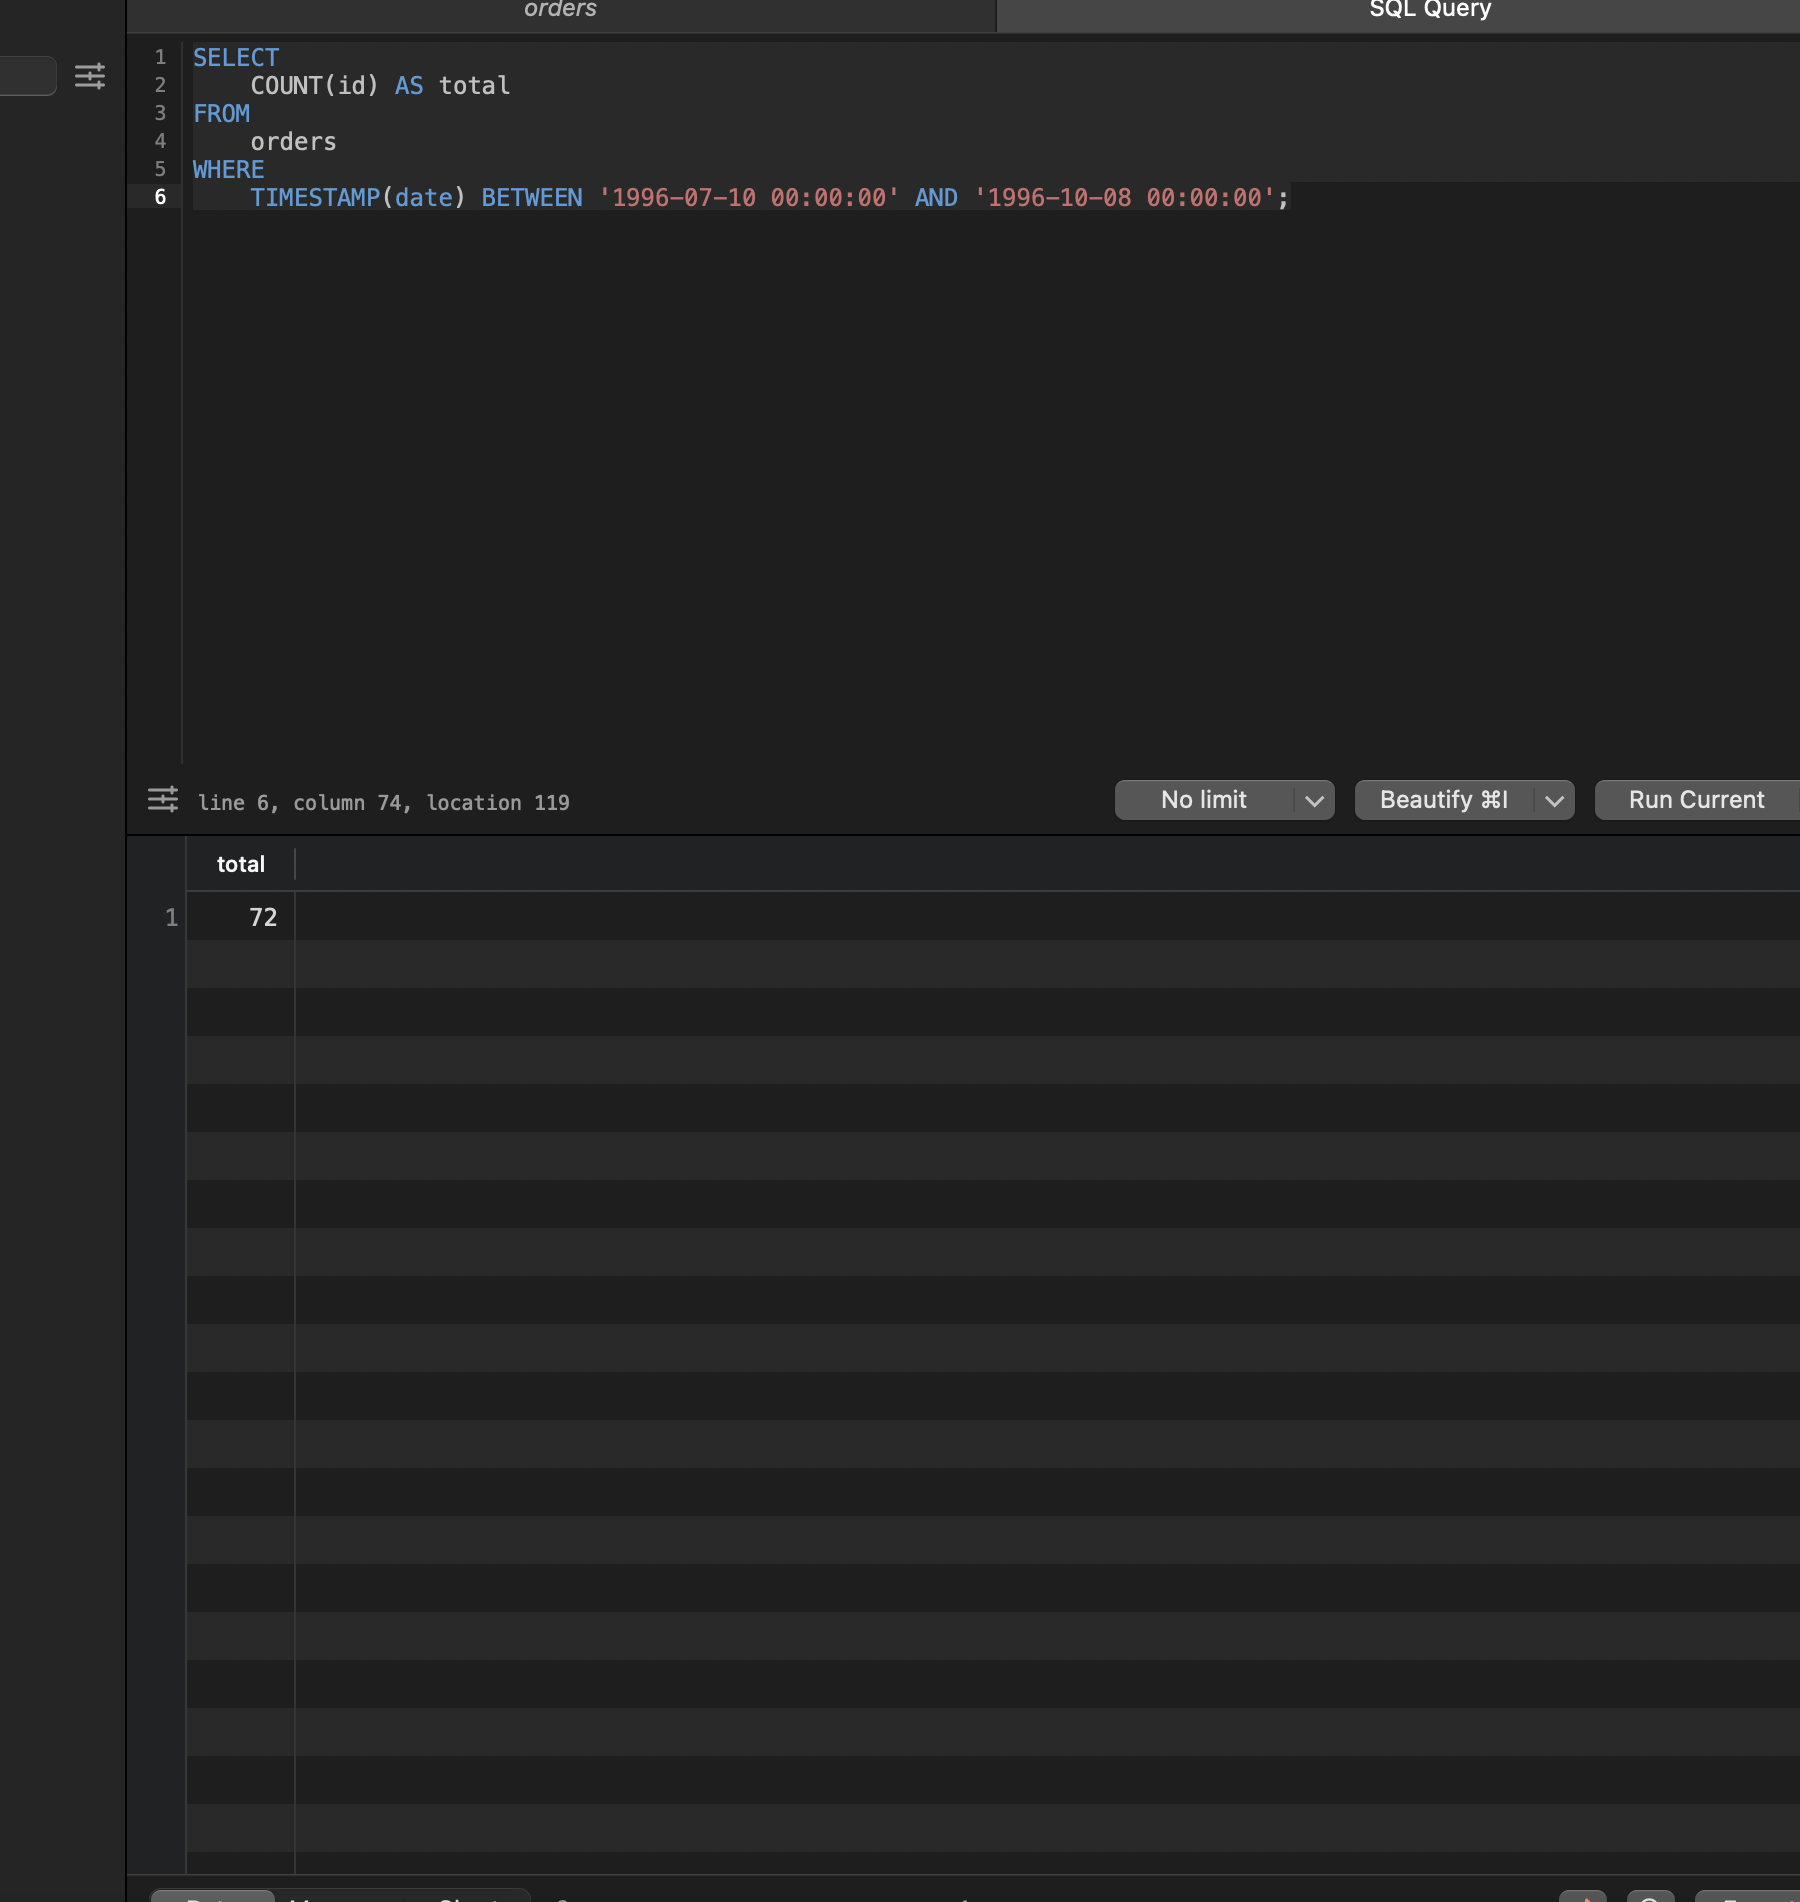 orders
SQL Query
1 SELECT
2 COUNT(id) AS total
3 FROM
4 orders
5 WHERE
6 TIMESTAMP(date) BETWEEN '1996-07-10 00:00:00' AND '1996-10-08 00:00:00';
line 6, column 74, location 119
No limit
Beautify ⌘I
Run Current
total
1 72